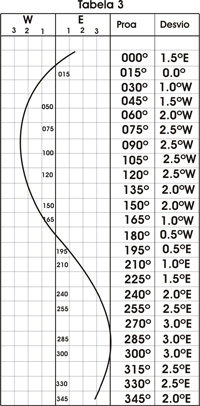 Tabela 3
W E Proa Desvio
3 2 1 1 2 3
000º 1.5ºE
015 015º 0.0º
030º 1.0ºW
045º 1.5ºW
050 060º 2.0ºW
075 075º 2.5ºW
090 090º 2.5ºW
105º 2.5ºW
120 120º 2.5ºW
135º 2.0ºW
150 150º 2.0ºW
165 165º 1.0ºW
180º 0.5ºW
195 195º 0.5ºE
210 210º 1.0ºE
225º 1.5ºE
240 240º 2.0ºE
255 255º 2.5ºE
270º 3.0ºE
285 285º 3.0ºE
300 300º 3.0ºE
315º 2.5ºE
330 330º 2.5ºE
345 345º 2.0ºE